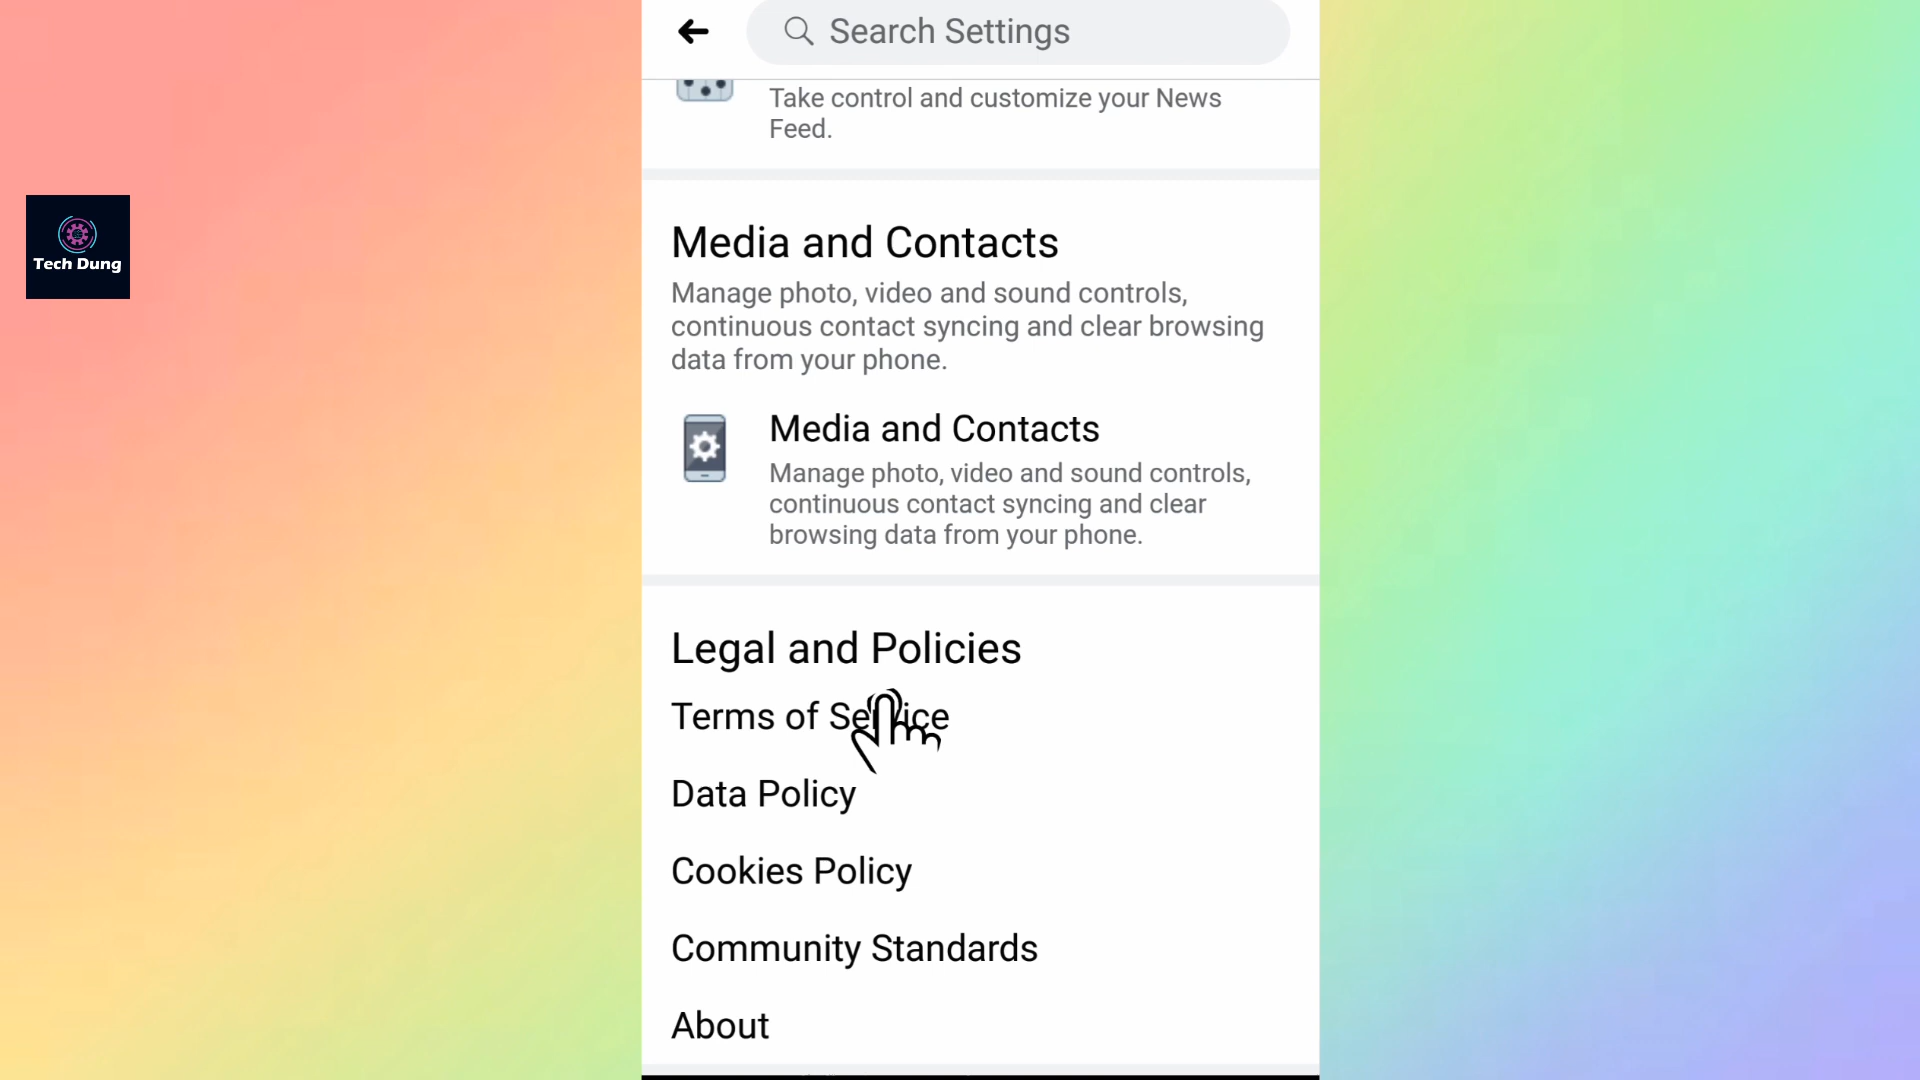 Search Settings
Take control and customize your News
Feed.
Tech Dung
Media and Contacts
Manage photo, video and sound controls,
continuous contact syncing and clear browsing
data from your phone.
Media and Contacts
Manage photo, video and sound controls,
continuous contact syncing and clear
browsing data from your phone.
Legal and Policies
Terms of Service
Data Policy
Cookies Policy
Community Standards
About